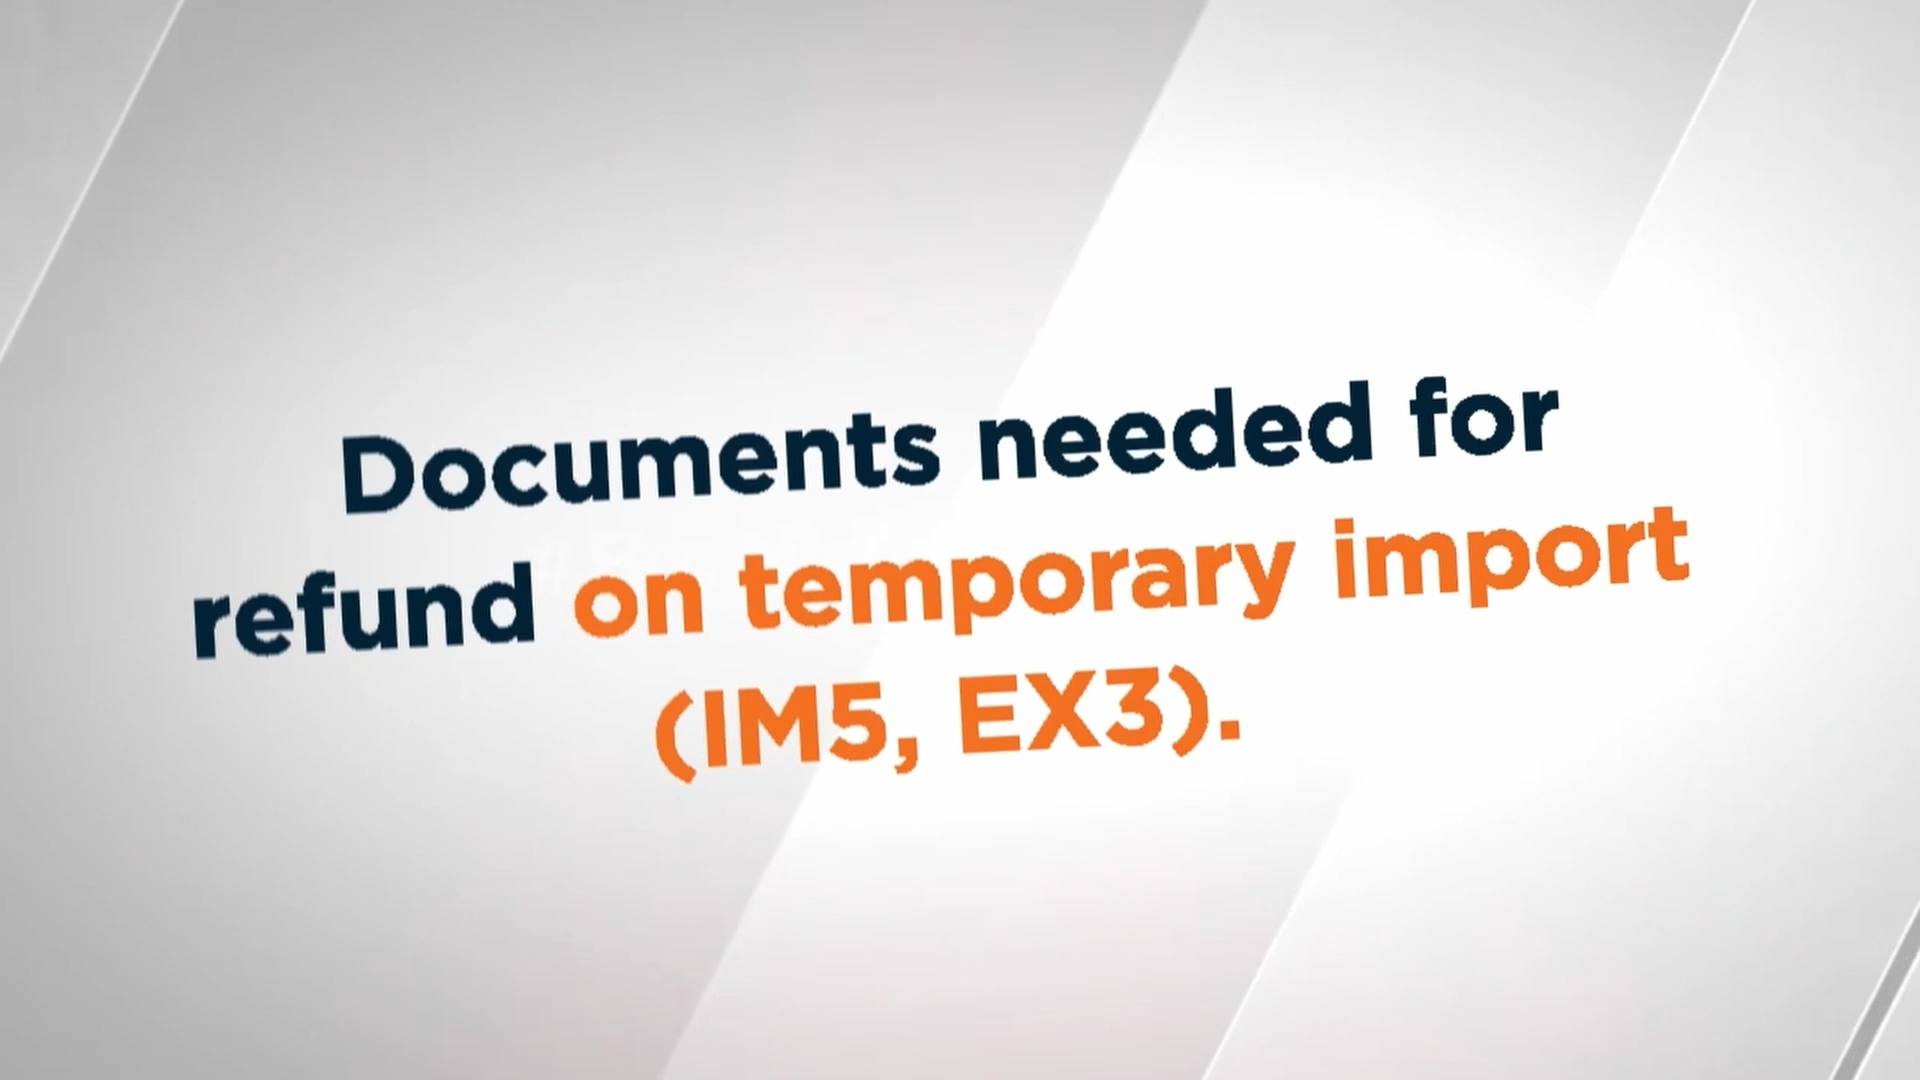 Documents needed for
refund on temporary import
(IM5, EX3).